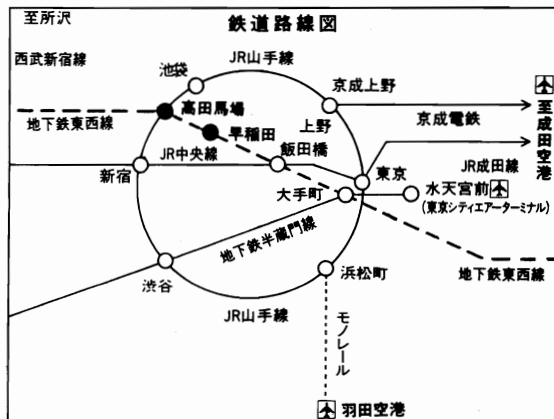 至所沢
鉄道路線図
西武新宿線
池袋
JR山手線
京成上野
高田馬場
上野
京成電鉄
至成田空港
地下鉄東西線
早稲田
新宿
JR中央線
飯田橋
東京
JR成田線
大手町
水天宮前
(東京シティエアーターミナル)
地下鉄半蔵門線
渋谷
浜松町
地下鉄東西線
JR山手線
モノレール
羽田空港